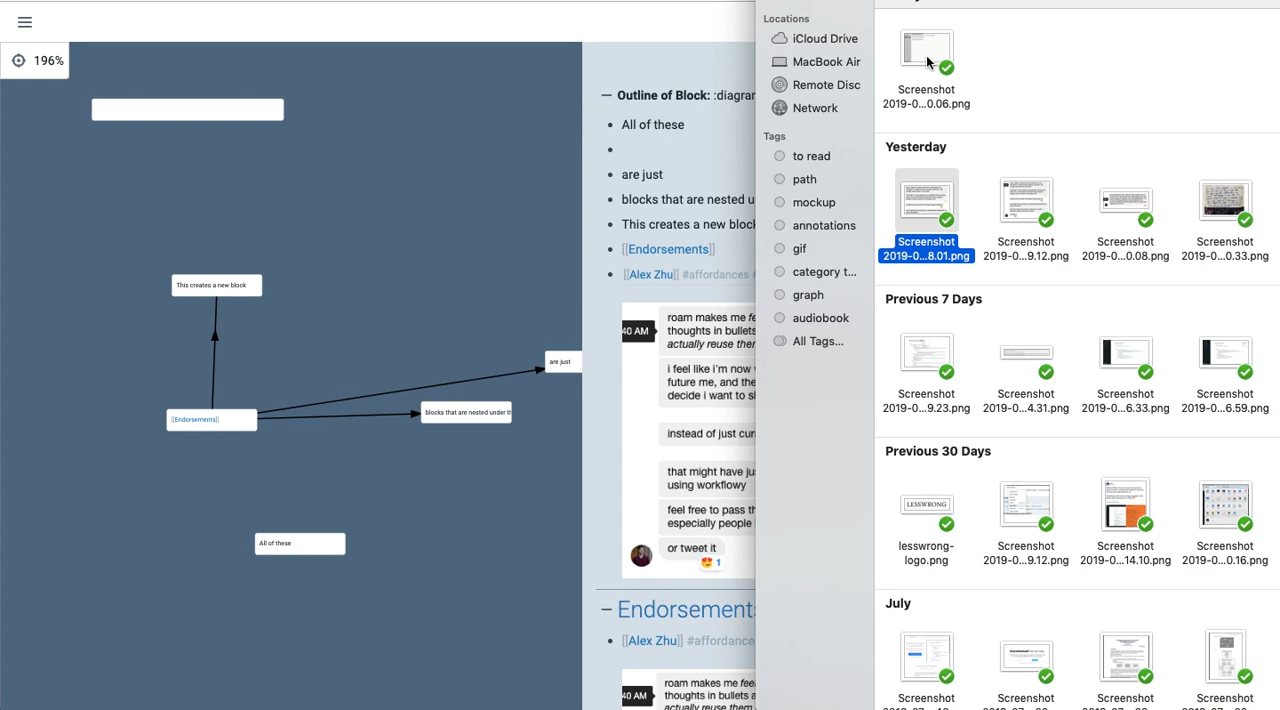 196%
This creates a new block
are just
blocks that are nested under th
[[Endorsements]]
All of these
Outline of Block: :diagran
All of these
are just
blocks that are nested u
This creates a new block
[[Endorsements]]
[[Alex Zhu]] #affordances
40 AM
roam makes me fe
thoughts in bullets
actually reuse then
i feel like i'm now v
future me, and the
decide i want to sh
instead of just curr
that might have jus
using workflowy
feel free to pass th
especially people
or tweet it
1
Endorsements
[[Alex Zhu]] #affordance
40 AM
roam makes me feel
thoughts in bullets a
actually reuse them
Locations
iCloud Drive
MacBook Air
Remote Disc
Network
Tags
to read
path
mockup
annotations
gif
category t...
graph
audiobook
All Tags...
Screenshot
2019-0...0.06.png
Yesterday
Screenshot Screenshot Screenshot Screenshot
2019-0...8.01.png 2019-0...9.12.png 2019-0...0.08.png 2019-0...0.33.png
Previous 7 Days
Screenshot Screenshot Screenshot Screenshot
2019-0...9.23.png 2019-0...4.31.png 2019-0...6.33.png 2019-0...6.59.png
Previous 30 Days
LESSWRONG
lesswrong- Screenshot Screenshot Screenshot
logo.png 2019-0...9.12.png 2019-0...14.10.png 2019-0...0.16.png
July
Screenshot Screenshot Screenshot Screenshot